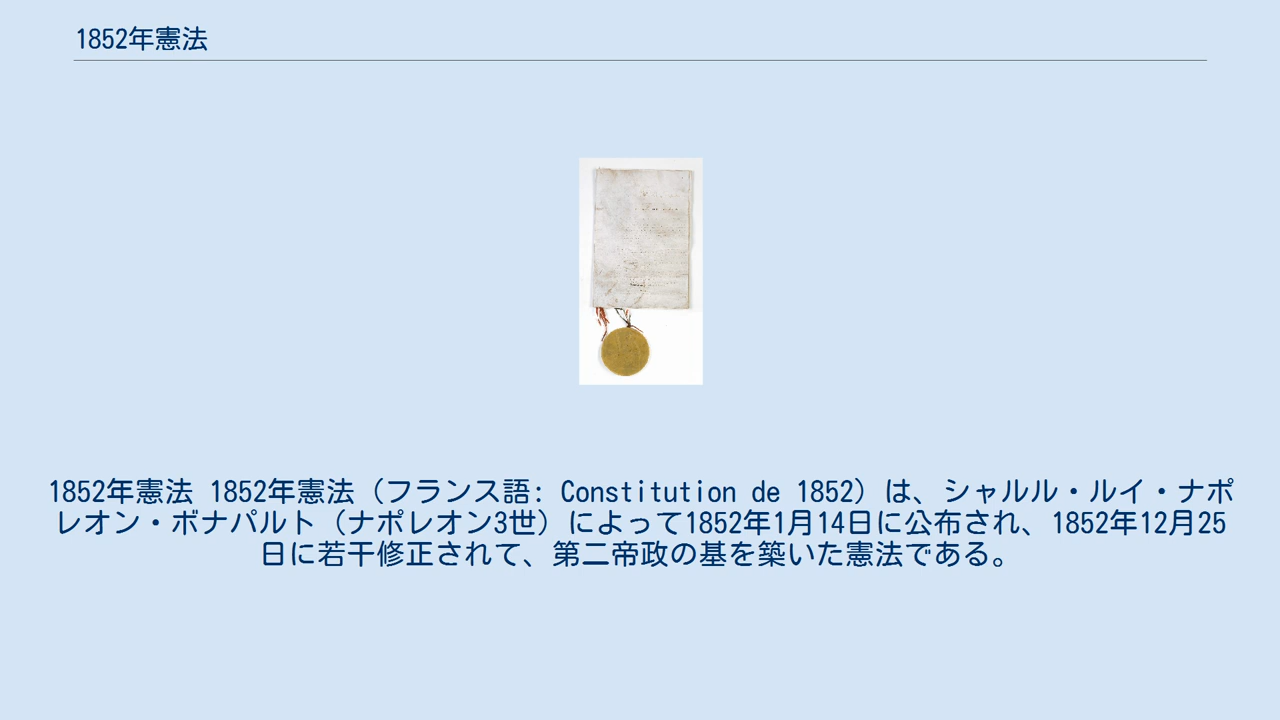 1852年憲法
1852年憲法 1852年憲法（フランス語: Constitution de 1852）は、シャルル・ルイ・ナポ
レオン・ボナパルト（ナポレオン3世）によって1852年1月14日に公布され、1852年12月25
日に若干修正されて、第二帝政の基を築いた憲法である。